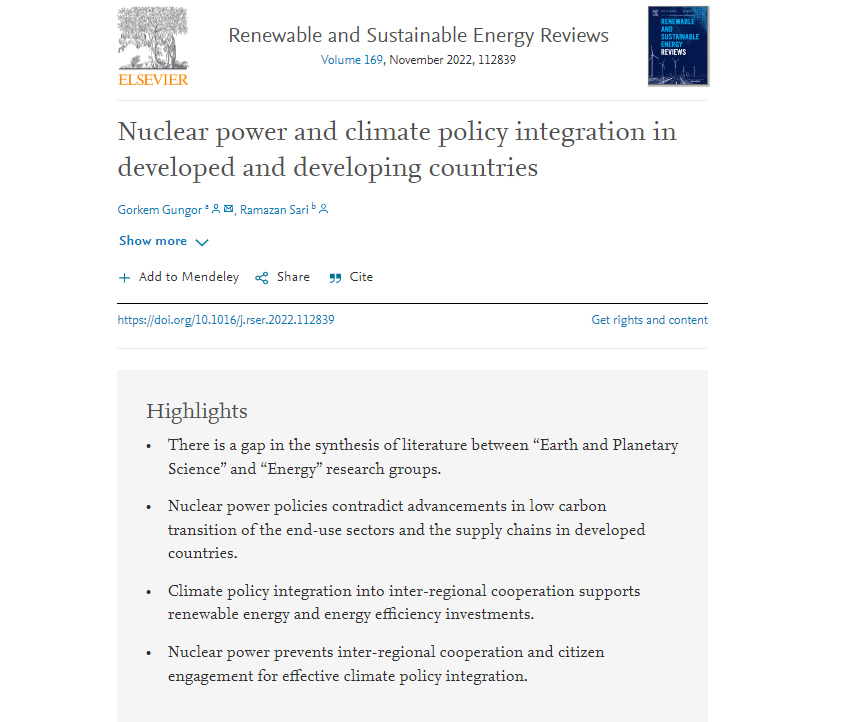 ELSEVIER
Renewable and Sustainable Energy Reviews
Volume 169, November 2022, 112839
RENEWABLE
AND
SUSTAINABLE
ENERGY
REVIEWS
Nuclear power and climate policy integration in
developed and developing countries
Gorkem Gungor a, Ramazan Sari b
Show more
Add to Mendeley Share Cite
https://doi.org/10.1016/j.rser.2022.112839 Get rights and content
Highlights
• There is a gap in the synthesis of literature between “Earth and Planetary
Science” and “Energy” research groups.
• Nuclear power policies contradict advancements in low carbon
transition of the end-use sectors and the supply chains in developed
countries.
• Climate policy integration into inter-regional cooperation supports
renewable energy and energy efficiency investments.
• Nuclear power prevents inter-regional cooperation and citizen
engagement for effective climate policy integration.